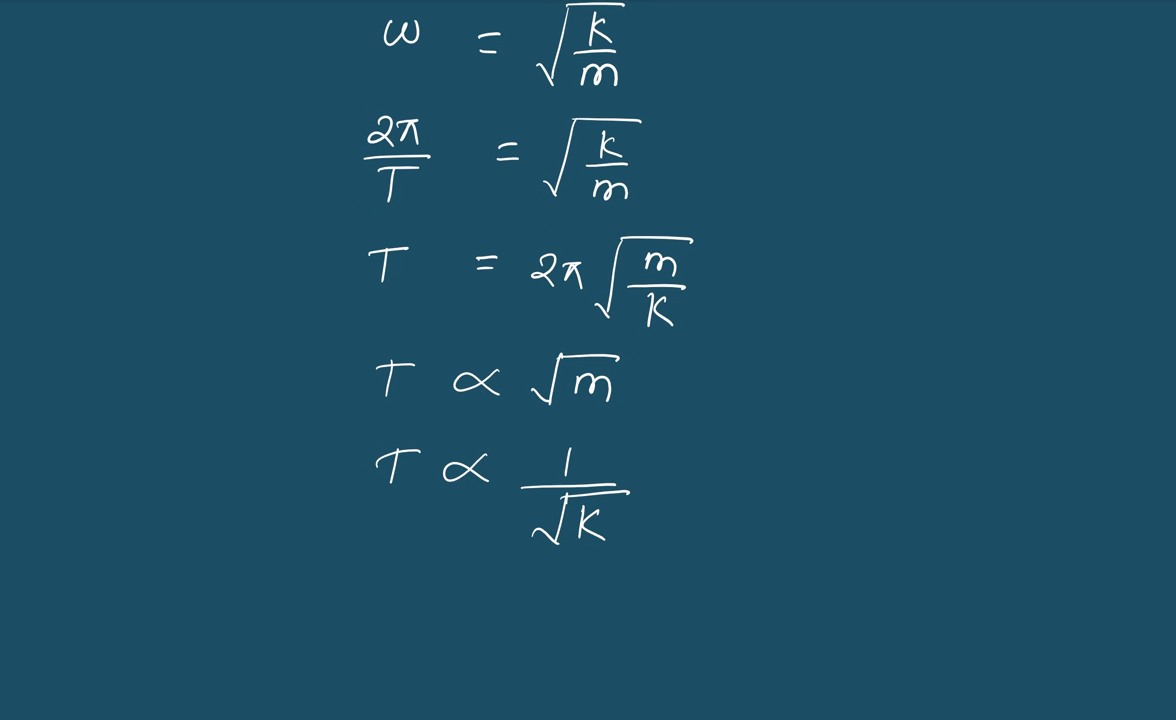 ω = √(k/m)
2π/T = √(k/m)
T = 2π √(m/k)
T ∝ √m
T ∝ 1/√k